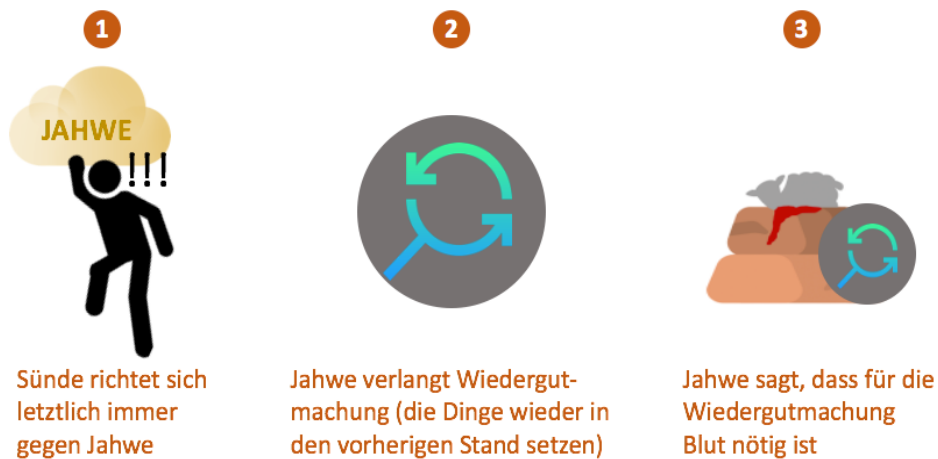 1
2
3
JAHWE
!!!
Sünde richtet sich
letztlich immer
gegen Jahwe
Jahwe verlangt Wiedergut-
machung (die Dinge wieder in
den vorherigen Stand setzen)
Jahwe sagt, dass für die
Wiedergutmachung
Blut nötig ist